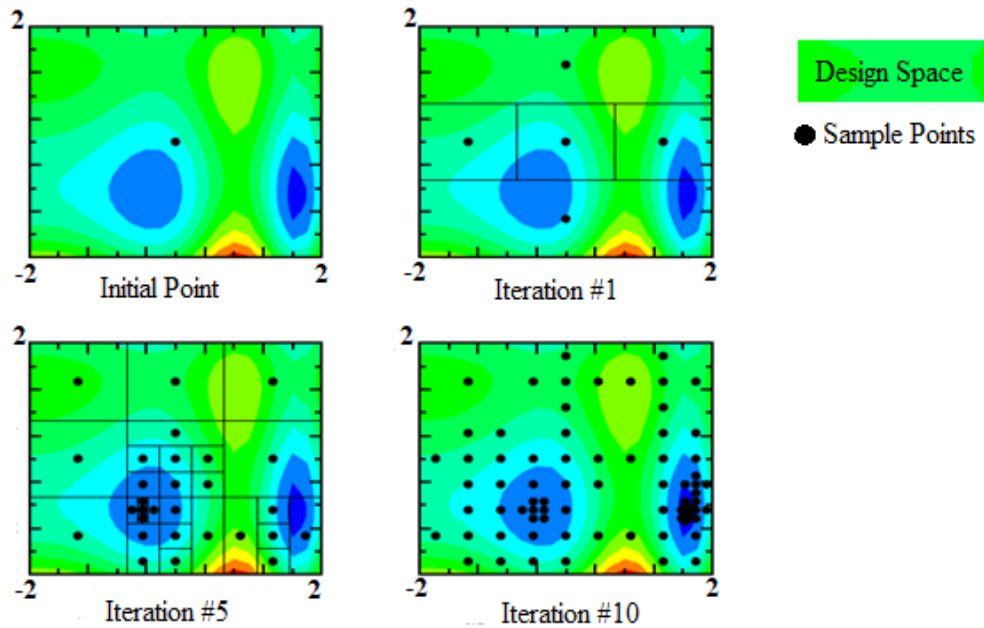 2
-2
2
Initial Point
2
-2
2
Iteration #1
Design Space
Sample Points
2
-2
2
Iteration #5
2
-2
2
Iteration #10